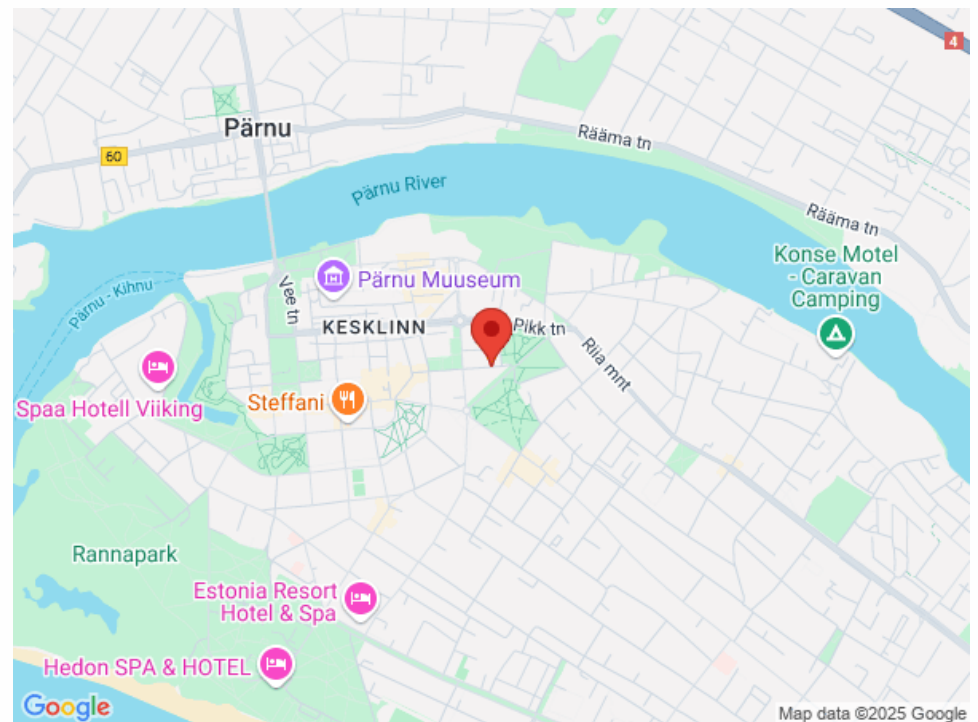 4
Pärnu
Rääma tn
60
Pärnu River
Rääma tn
Konse Motel
- Caravan
Camping
Pärnu - Kihnu
Vee tn
Pärnu Muuseum
KESKLINN
Pikk tn
Riia mnt
Spaa Hotell Viiking
Steffani
Rannapark
Estonia Resort
Hotel & Spa
Hedon SPA & HOTEL
Google
Map data ©2025 Google